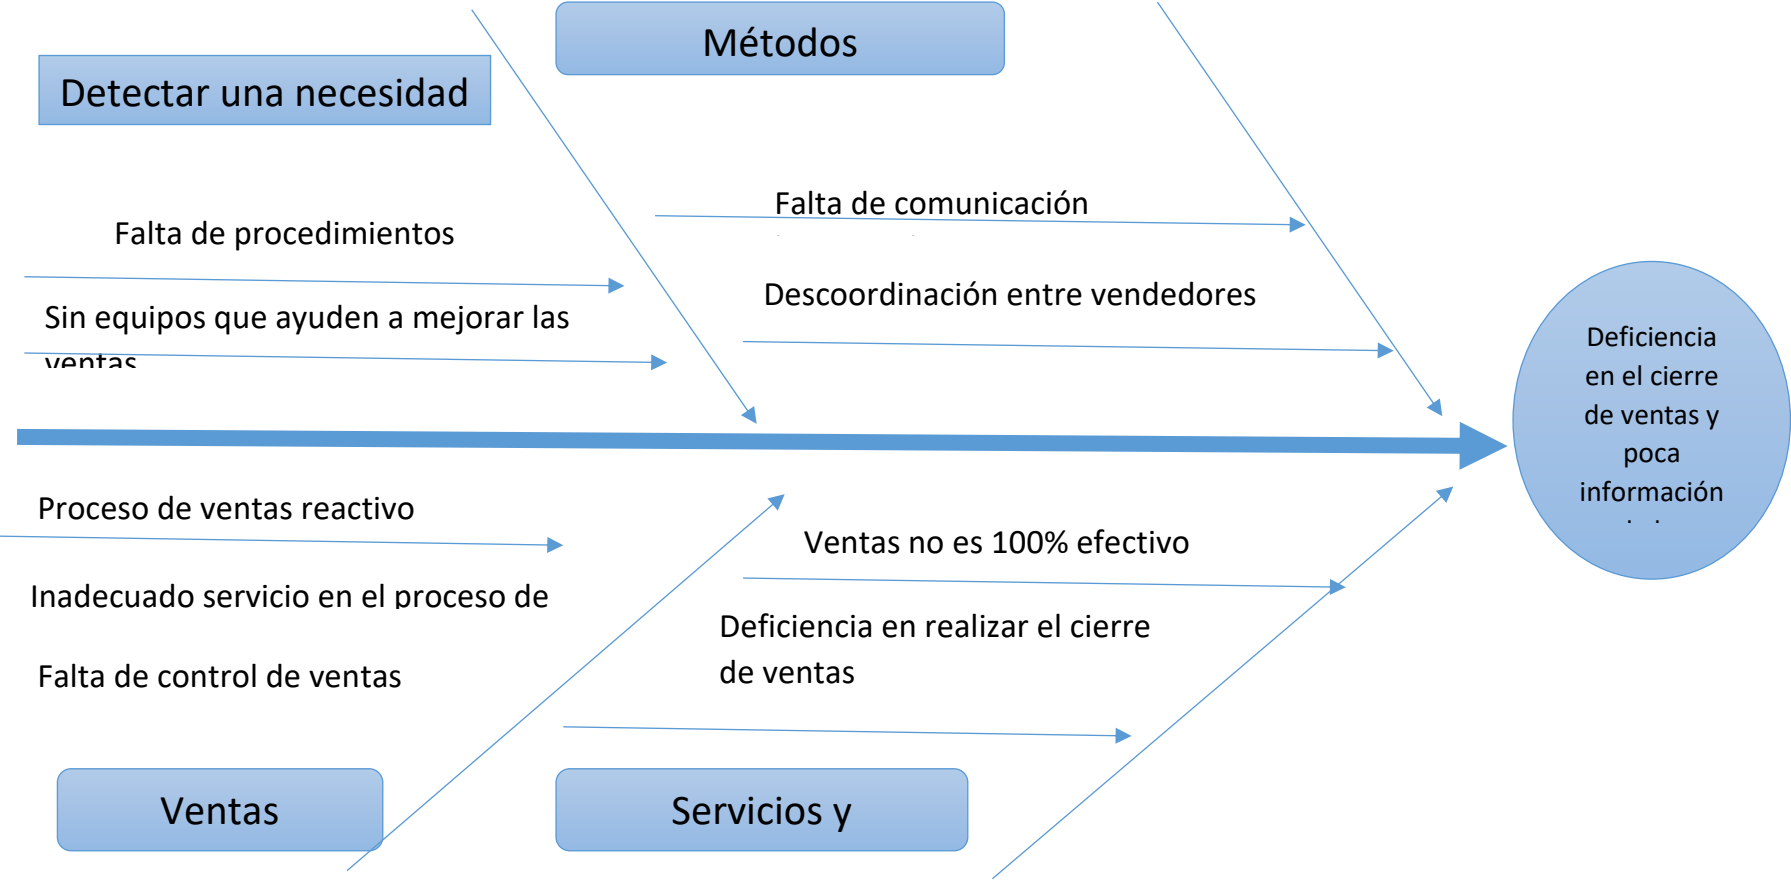 Métodos
Detectar una necesidad
Falta de comunicación
Falta de procedimientos
Descoordinación entre vendedores
Sin equipos que ayuden a mejorar las
ventas
Deficiencia
en el cierre
de ventas y
poca
información
Proceso de ventas reactivo
Ventas no es 100% efectivo
Inadecuado servicio en el proceso de
Deficiencia en realizar el cierre
de ventas
Falta de control de ventas
Ventas
Servicios y